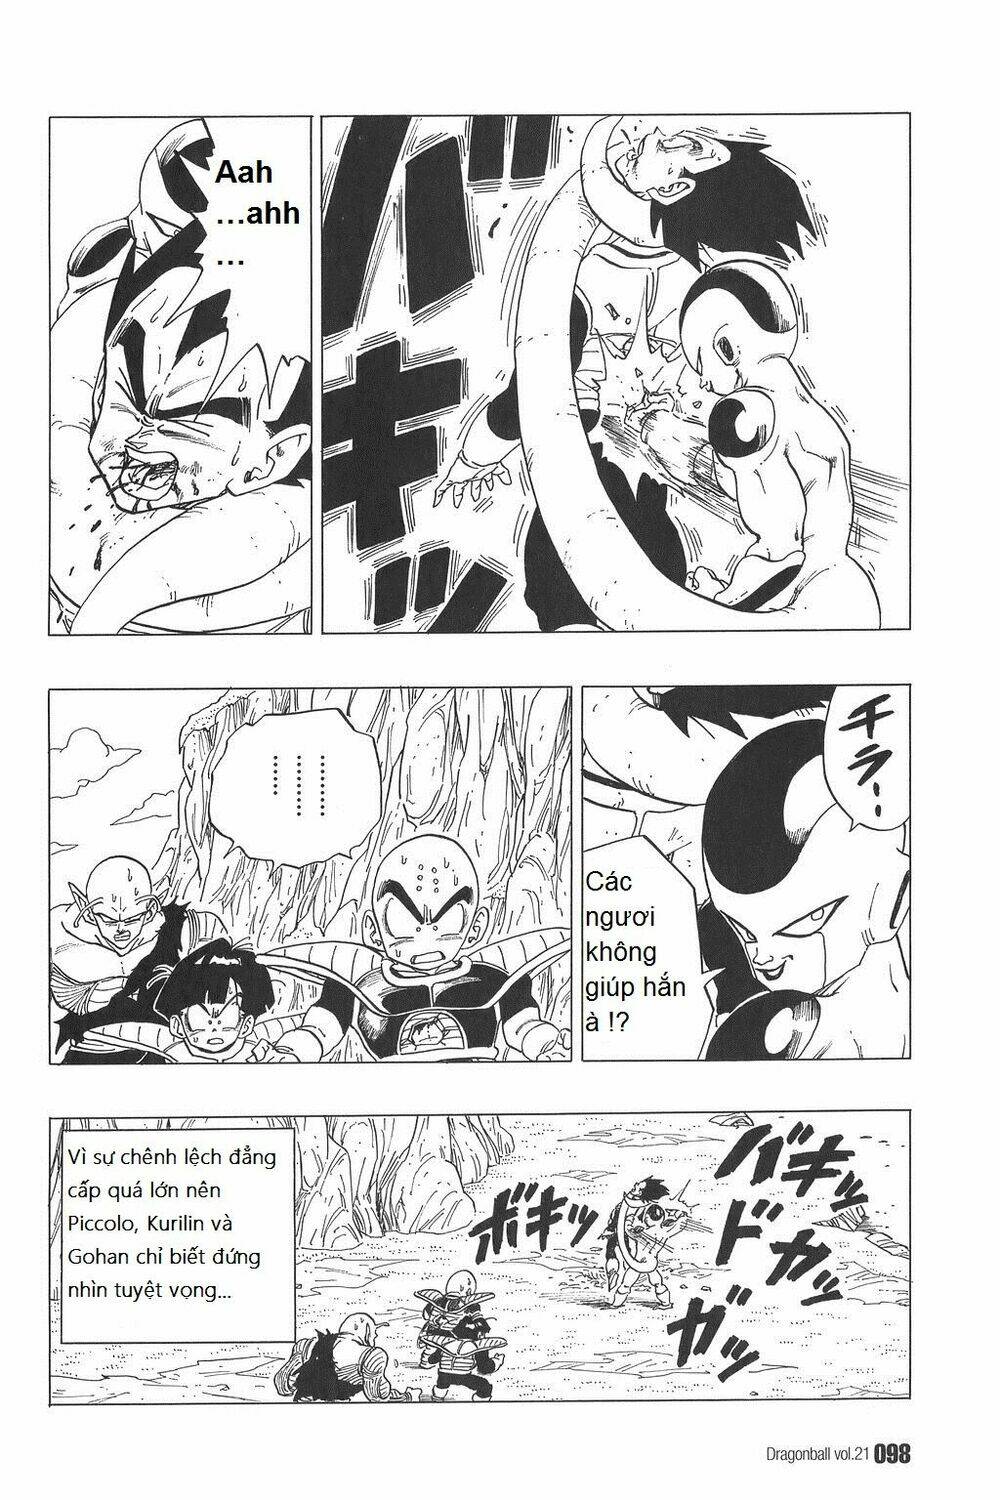 Aah
...ahh
...
バキッ
チラ・・
Các
ngươi
không
giúp hắn
à !?
Vì sự chênh lệch đẳng
cấp quá lớn nên
Piccolo, Kurilin và
Gohan chỉ biết đứng
nhìn tuyệt vọng...
ボキッ
バキッ
ドカッ
ガッ
Dragonball vol.21 098